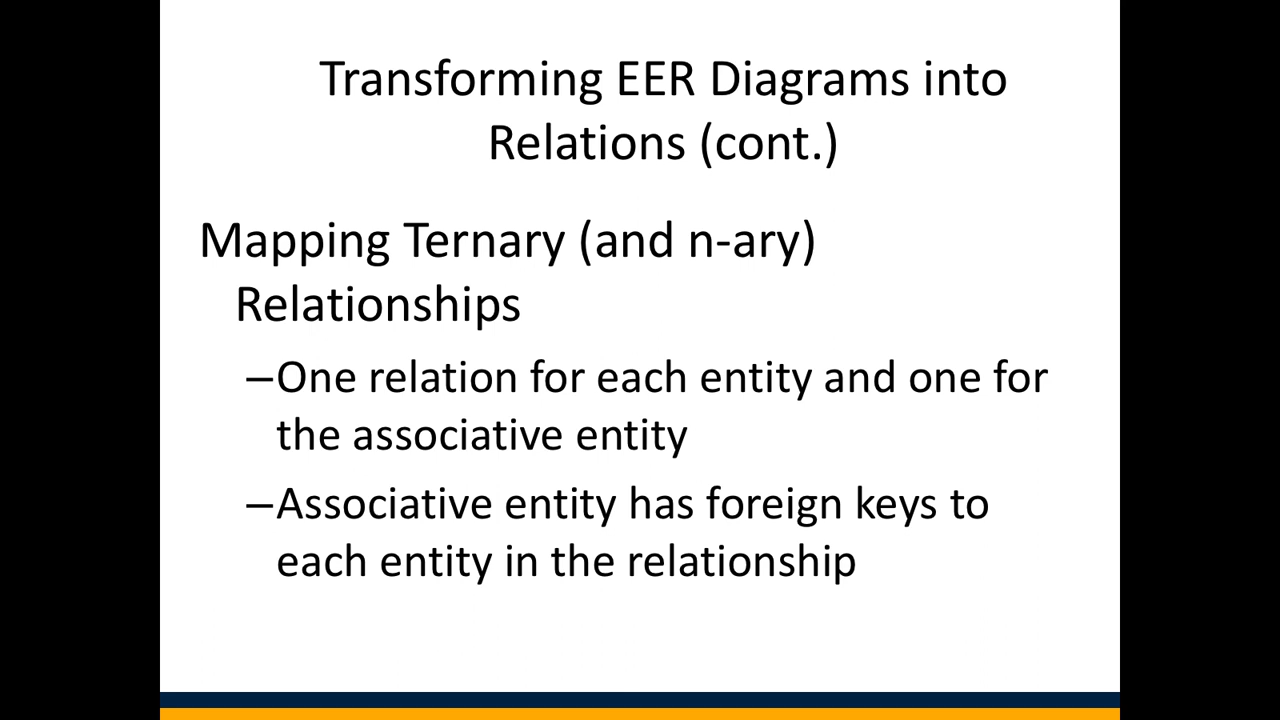 Transforming EER Diagrams into
Relations (cont.)
Mapping Ternary (and n-ary)
Relationships
–One relation for each entity and one for
the associative entity
–Associative entity has foreign keys to
each entity in the relationship